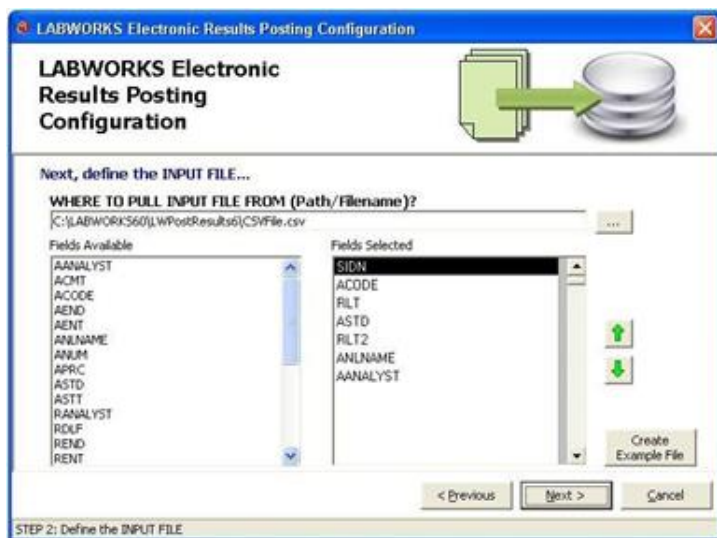 LABWORKS Electronic Results Posting Configuration
LABWORKS Electronic
Results Posting
Configuration
Next, define the INPUT FILE...
WHERE TO PULL INPUT FILE FROM (Path/Filename)?
C:\LABWORKS60\LWPostResults6\CSVFile.csv
...
Fields Available
AANALYST
ACMT
ACODE
AEND
AENT
ANLNAME
ANUM
APRC
ASTD
ASTT
RANALYST
RDLF
REND
RENT
Fields Selected
SIDN
ACODE
RLT
ASTD
RLT2
ANLNAME
AANALYST
Create
Example File
< Previous
Next >
Cancel
STEP 2: Define the INPUT FILE